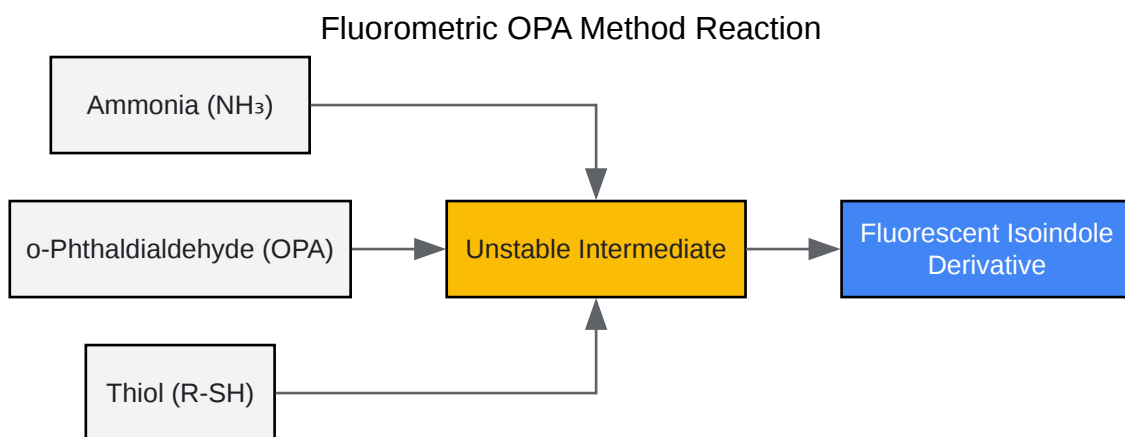 Fluorometric OPA Method Reaction
Ammonia (NH₃)
o-Phthaldialdehyde (OPA)
Unstable Intermediate
Fluorescent Isoindole
Derivative
Thiol (R-SH)